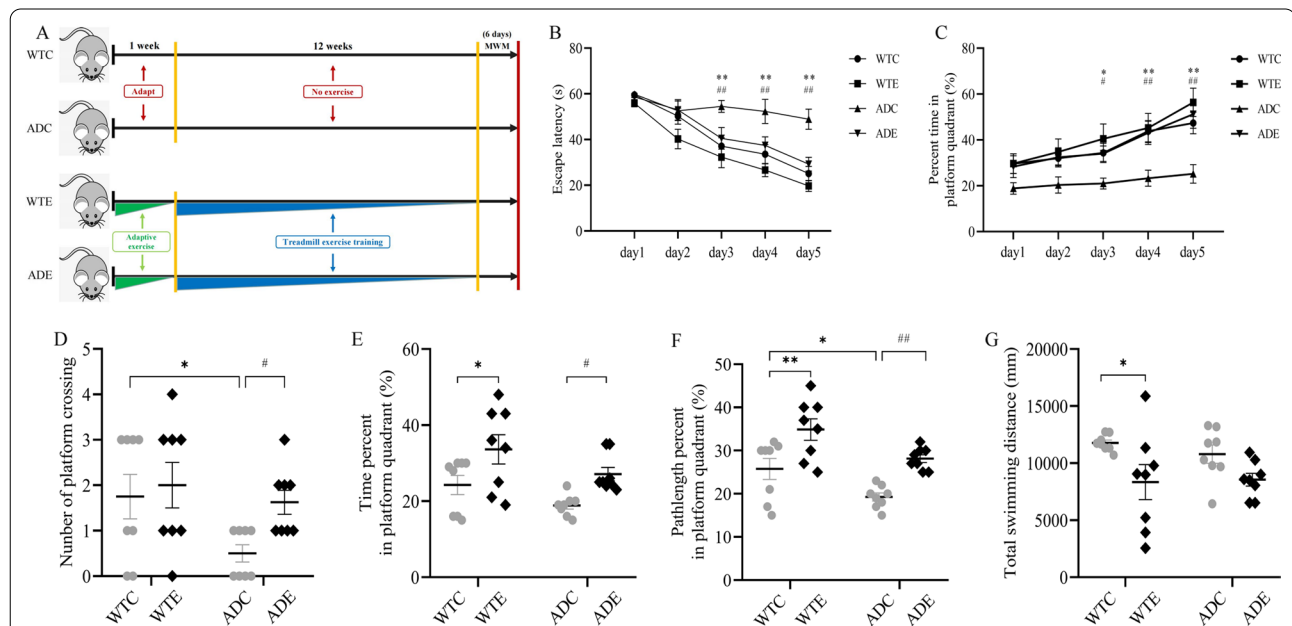 A
WTC
ADC
WTE
ADE
1 week
12 weeks
(6 days)
MWM
Adapt
No exercise
Adaptive
exercise
Treadmill exercise training
B
Escape latency (s)
80
60
40
20
0
** ** **
## ## ##
day1 day2 day3 day4 day5
WTC
WTE
ADC
ADE
C
Percent time in
platform quadrant (%)
80
60
40
20
0
* ** **
# ## ##
day1 day2 day3 day4 day5
WTC
WTE
ADC
ADE
D
Nunber of platform crossing
5
4
3
2
1
0
* #
WTC WTE ADC ADE
E
Time percent
in platform quadrant (%)
60
40
20
0
* #
WTC WTE ADC ADE
F
Pathlength percent
in platform quadrant (%)
50
40
30
20
10
0
* ##
**
WTC WTE ADC ADE
G
Total swimming distance (mm)
20000
15000
10000
5000
0
*
WTC WTE ADC ADE